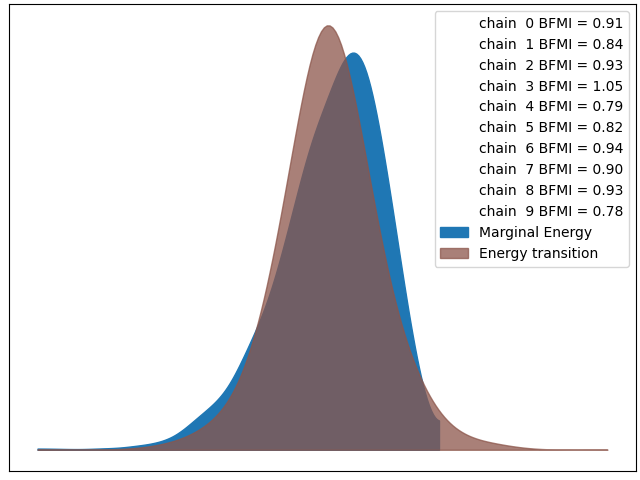 chain  0 BFMI = 0.91
chain  1 BFMI = 0.84
chain  2 BFMI = 0.93
chain  3 BFMI = 1.05
chain  4 BFMI = 0.79
chain  5 BFMI = 0.82
chain  6 BFMI = 0.94
chain  7 BFMI = 0.90
chain  8 BFMI = 0.93
chain  9 BFMI = 0.78
Marginal Energy
Energy transition